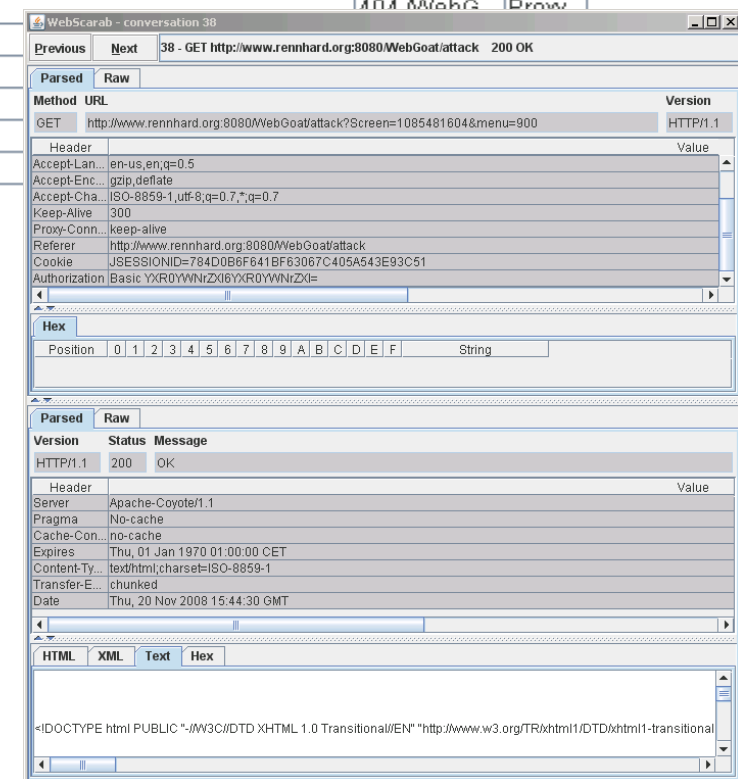 WebScarab - conversation 38
Previous Next 38 - GET http://www.rennhard.org:8080/WebGoat/attack 200 OK
Parsed Raw
Method URL Version
GET http://www.rennhard.org:8080/WebGoat/attack?Screen=1085481604&menu=900 HTTP/1.1
Header Value
Accept-Lan... en-us,en;q=0.5
Accept-Enc... gzip,deflate
Accept-Cha... ISO-8859-1,utf-8;q=0.7,*;q=0.7
Keep-Alive 300
Proxy-Conn... keep-alive
Referer http://www.rennhard.org:8080/WebGoat/attack
Cookie JSESSIONID=784D0B6F641BF63067C405A543E93C51
Authorization Basic YXR0YWNrZXI6YXR0YWNrZXI=
Hex
Position 0 1 2 3 4 5 6 7 8 9 A B C D E F String
Parsed Raw
Version Status Message
HTTP/1.1 200 OK
Header Value
Server Apache-Coyote/1.1
Pragma No-cache
Cache-Con... no-cache
Expires Thu, 01 Jan 1970 01:00:00 CET
Content-Ty... text/html;charset=ISO-8859-1
Transfer-E... chunked
Date Thu, 20 Nov 2008 15:44:30 GMT
HTML XML Text Hex
<!DOCTYPE html PUBLIC "-//W3C//DTD XHTML 1.0 Transitional//EN" "http://www.w3.org/TR/xhtml1/DTD/xhtml1-transitional